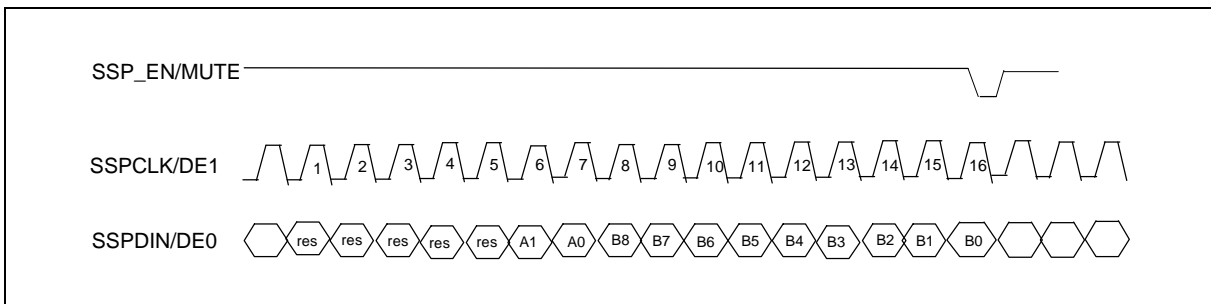 SSP_EN/MUTE
SSPCLK/DE1 1 2 3 4 5 6 7 8 9 10 11 12 13 14 15 16
SSPDIN/DE0 res res res res res A1 A0 B8 B7 B6 B5 B4 B3 B2 B1 B0